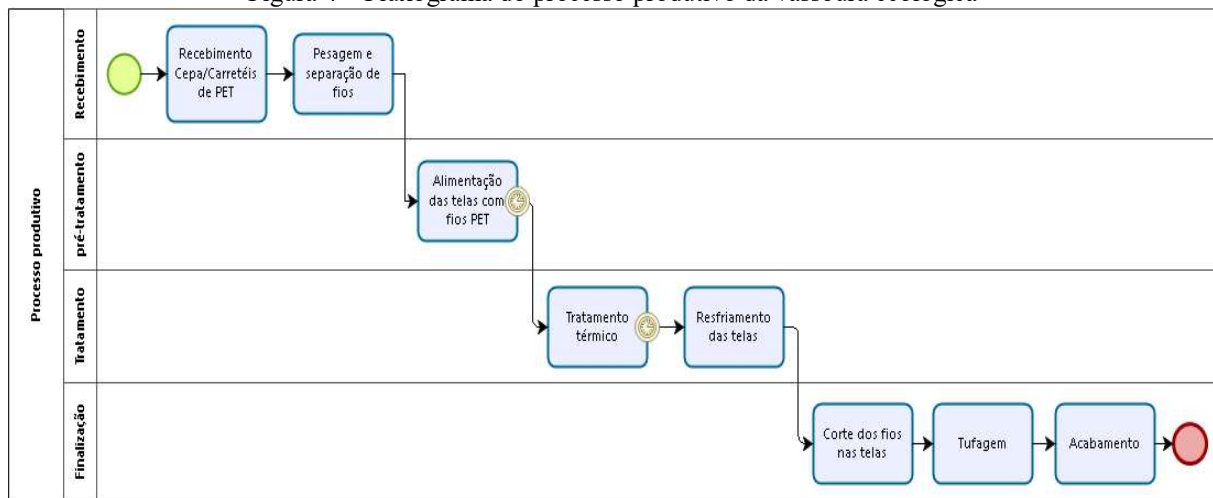 Processo produtivo
Recebimento
Recebimento
Cepa/Carretéis
de PET
Pesagem e
separação de
fios
pré-tratamento
Alimentação
das telas com
fios PET
Tratamento
Tratamento
térmico
Resfriamento
das telas
Finalização
Corte dos fios
nas telas
Tufagem
Acabamento